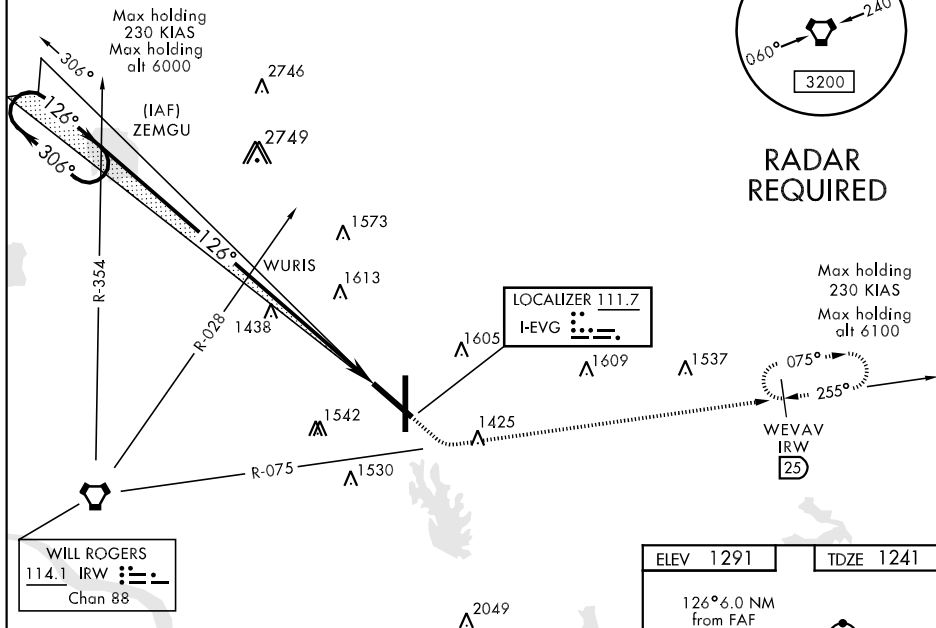 Max holding
230 KIAS
Max holding
alt 6000
306°
126°
306°
(IAF)
ZEMGU
2746
2749
060°
240°
3200
RADAR
REQUIRED
R-354
126°
WURIS
1573
1613
1438
R-028
LOCALIZER 111.7
I-EVG
1605
1609
1537
Max holding
230 KIAS
Max holding
alt 6100
075°
255°
WEVAV
IRW
25
1542
1425
R-075
1530
WILL ROGERS
114.1 IRW
Chan 88
2049
ELEV 1291
TDZE 1241
126° 6.0 NM
from FAF